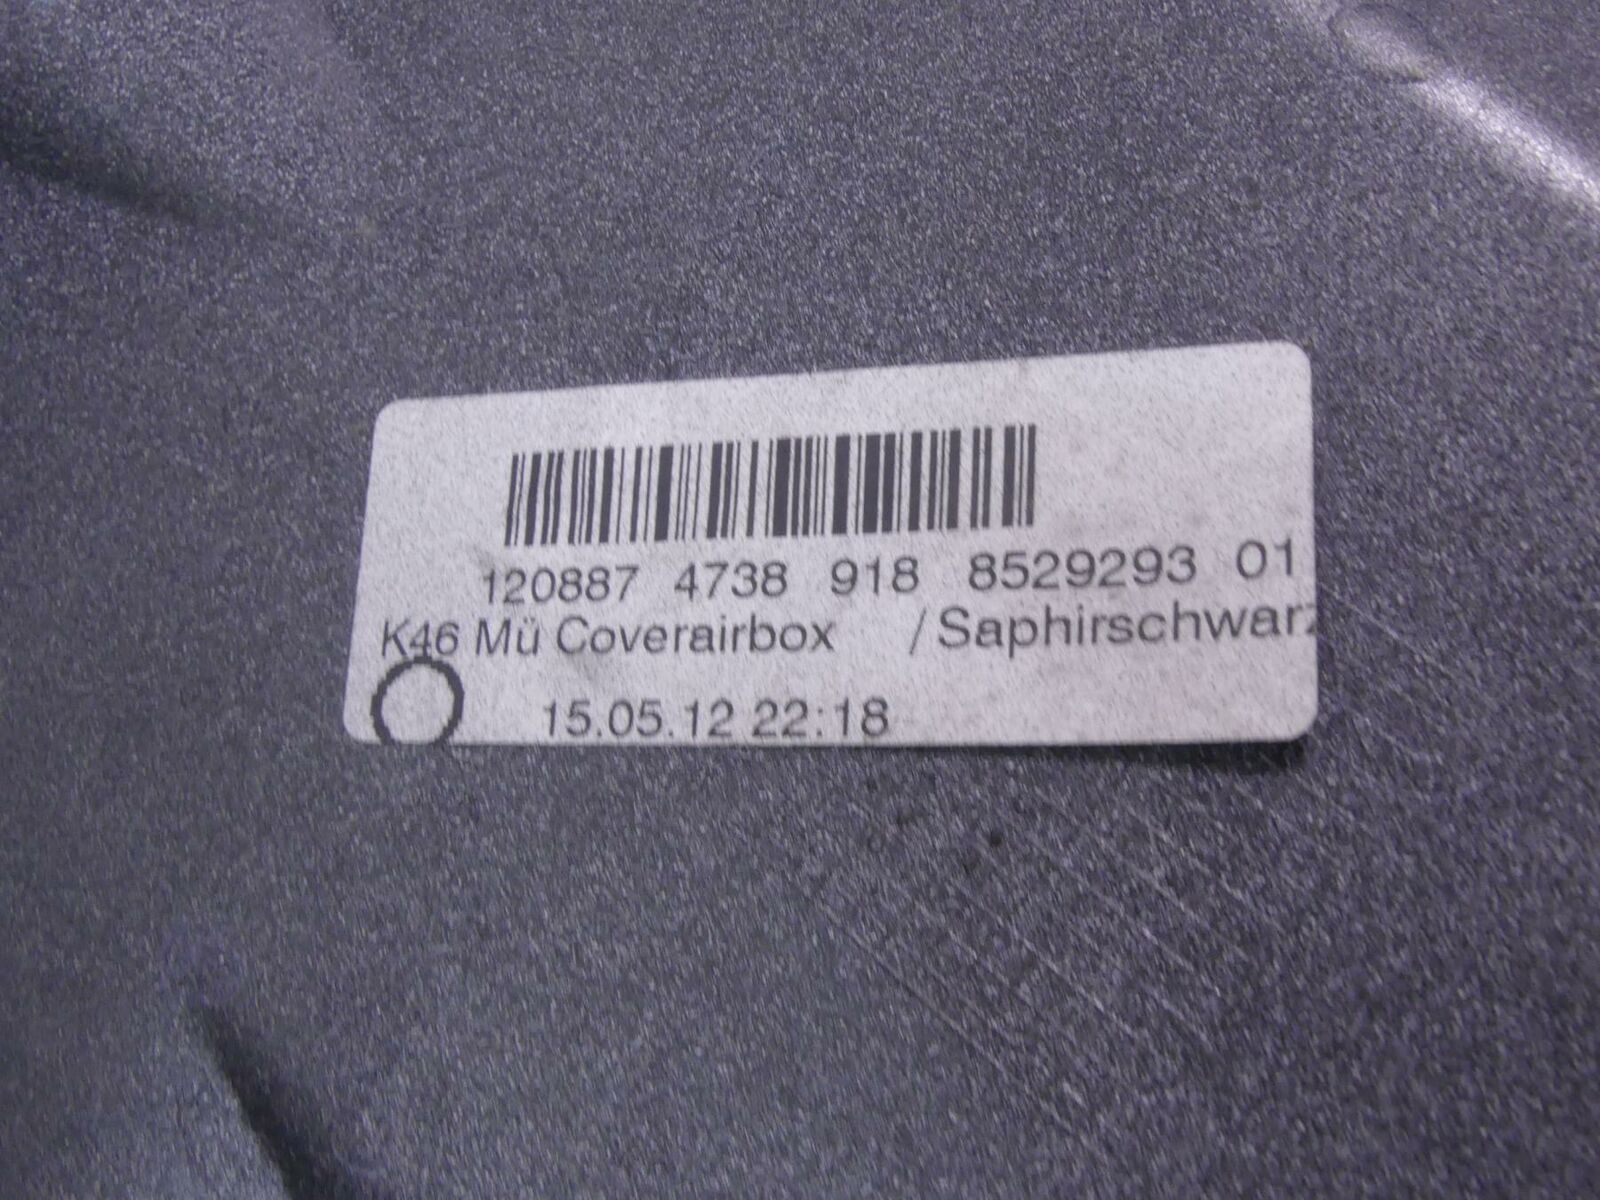 120887 4738 918 8529293 01
K46 Mü Coverairbox / Saphirschwarz
15.05.12 22:18